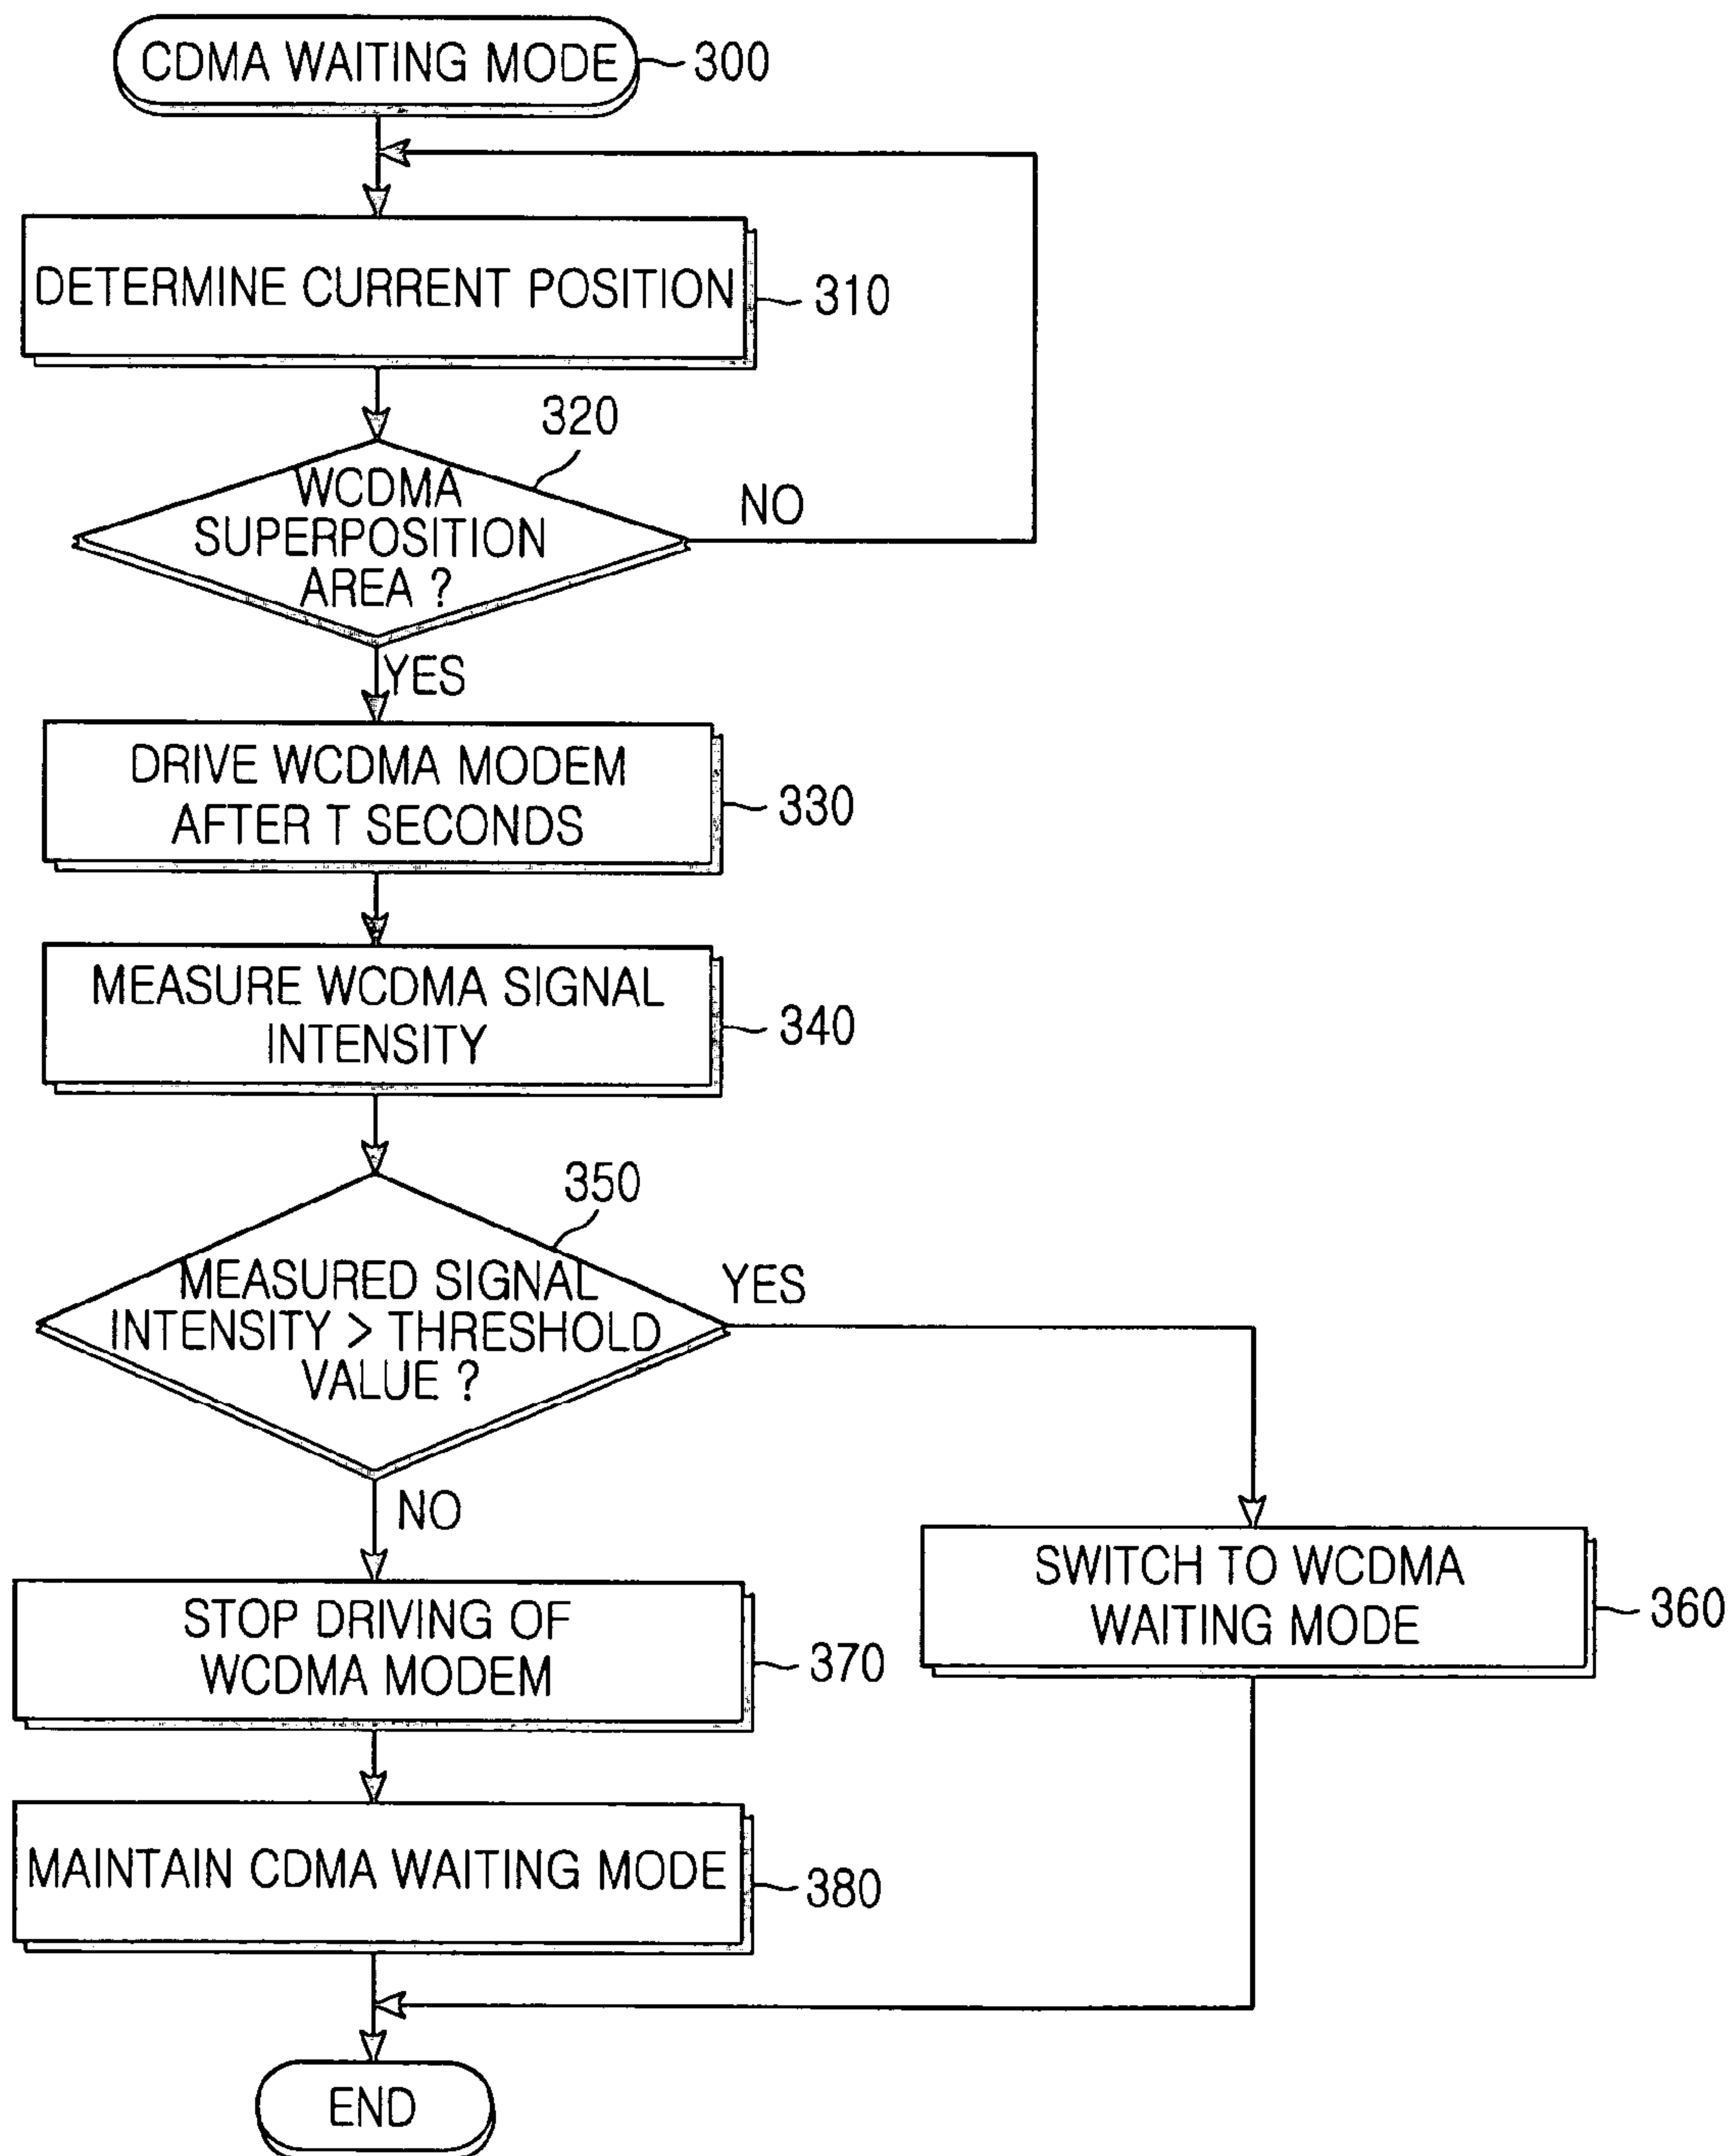 CDMA WAITING MODE
300
DETERMINE CURRENT POSITION
310
320
WCDMA
SUPERPOSITION
AREA ?
NO
YES
DRIVE WCDMA MODEM
AFTER T SECONDS
330
MEASURE WCDMA SIGNAL
INTENSITY
340
350
MEASURED SIGNAL
INTENSITY > THRESHOLD
VALUE ?
YES
NO
SWITCH TO WCDMA
WAITING MODE
360
STOP DRIVING OF
WCDMA MODEM
370
MAINTAIN CDMA WAITING MODE
380
END